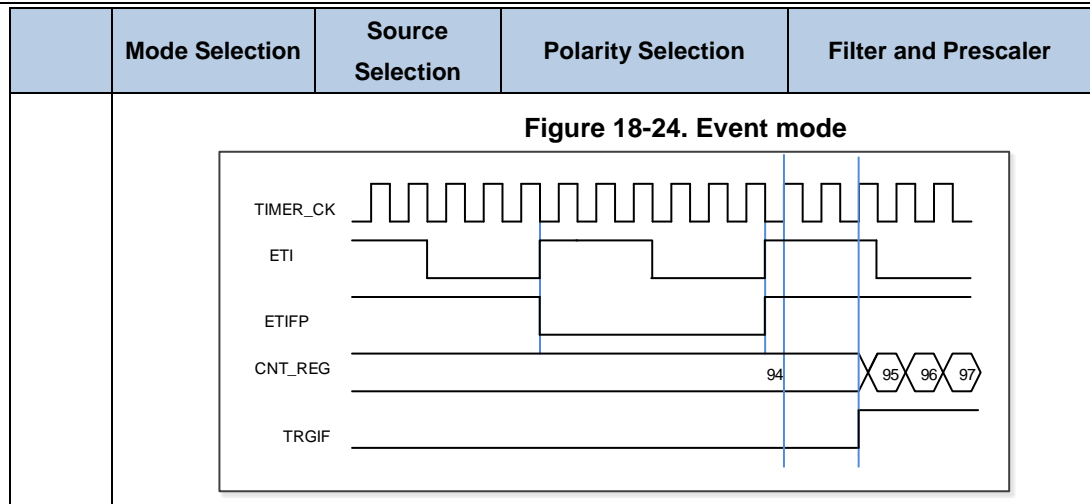 Mode Selection
Source
Selection
Polarity Selection
Filter and Prescaler
Figure 18-24. Event mode
TIMER_CK
ETI
ETIFP
CNT_REG
94
95
96
97
TRGIF